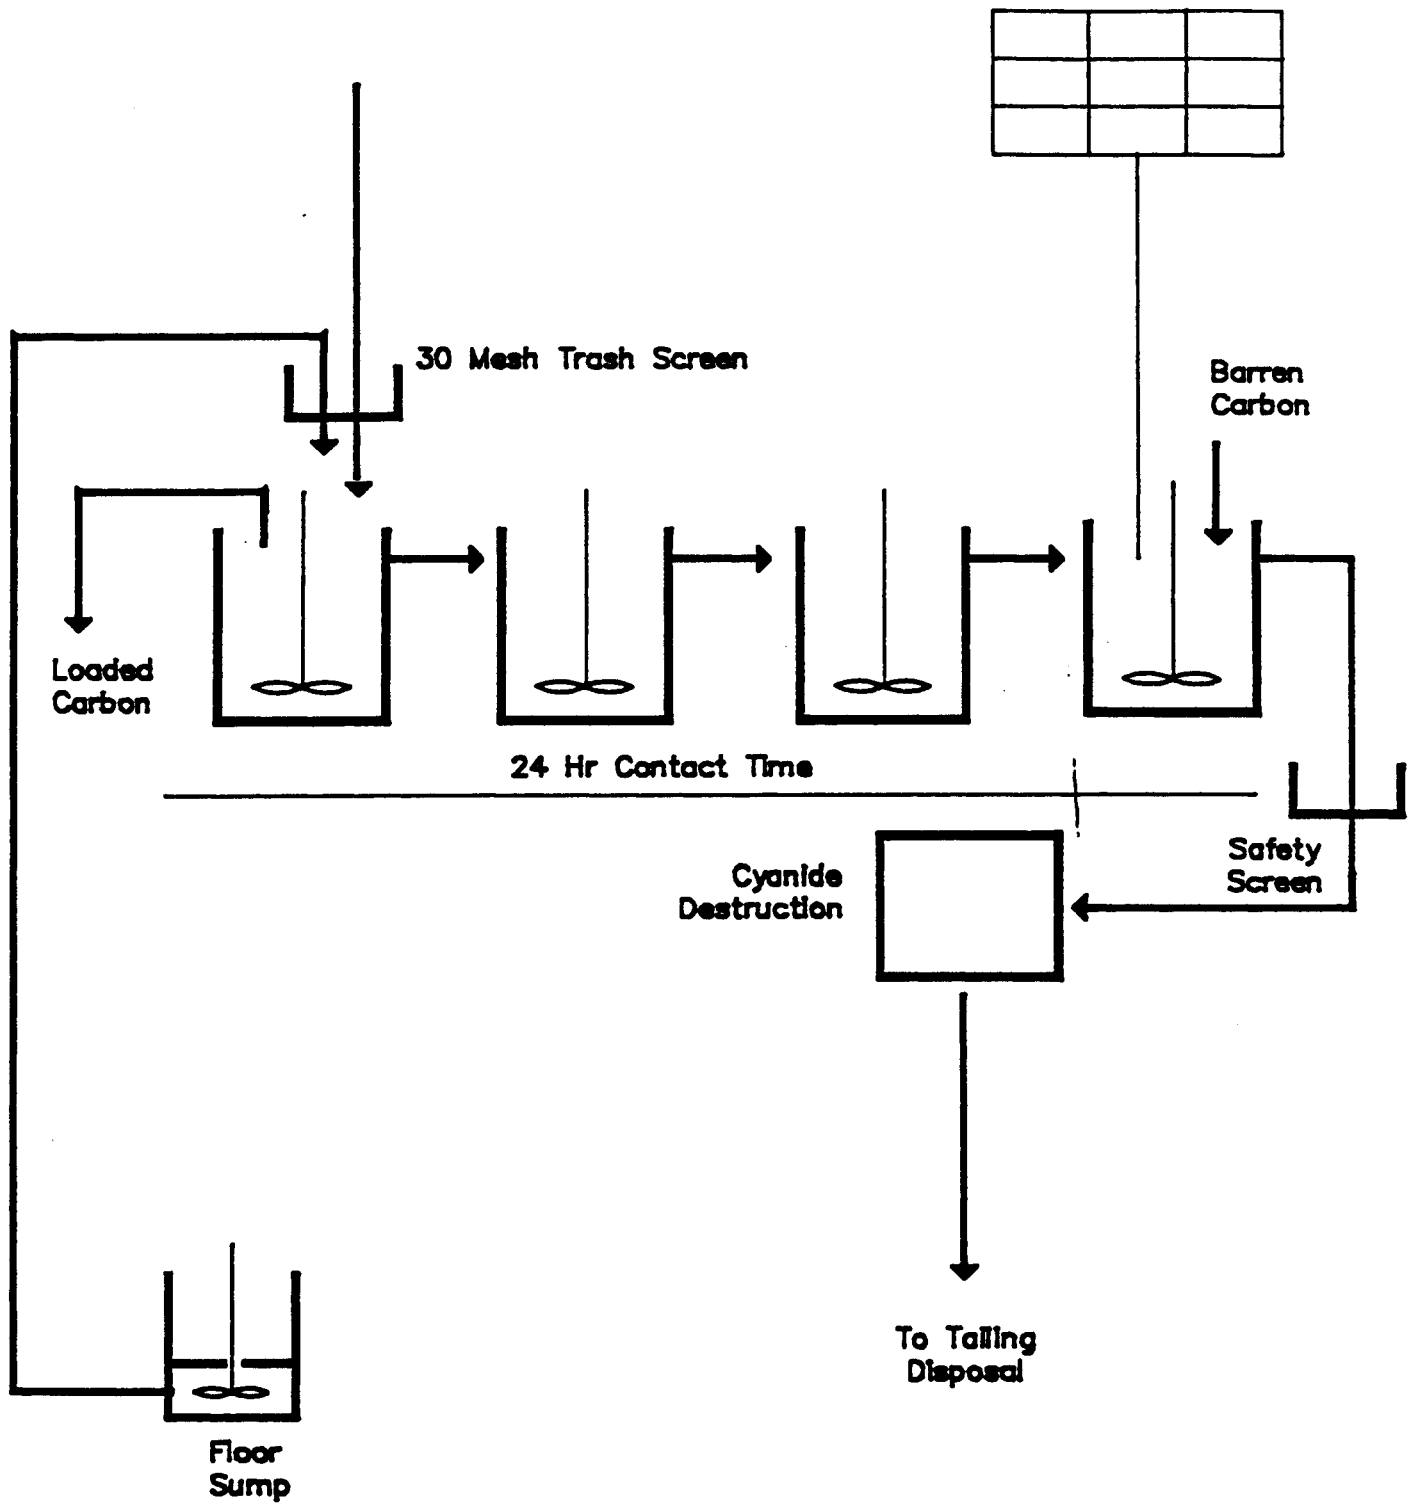 30 Mesh Trash Screen
Barren
Carbon
Loaded
Carbon
24 Hr Contact Time
Safety
Screen
Cyanide
Destruction
To Tailing
Disposal
Floor
Sump